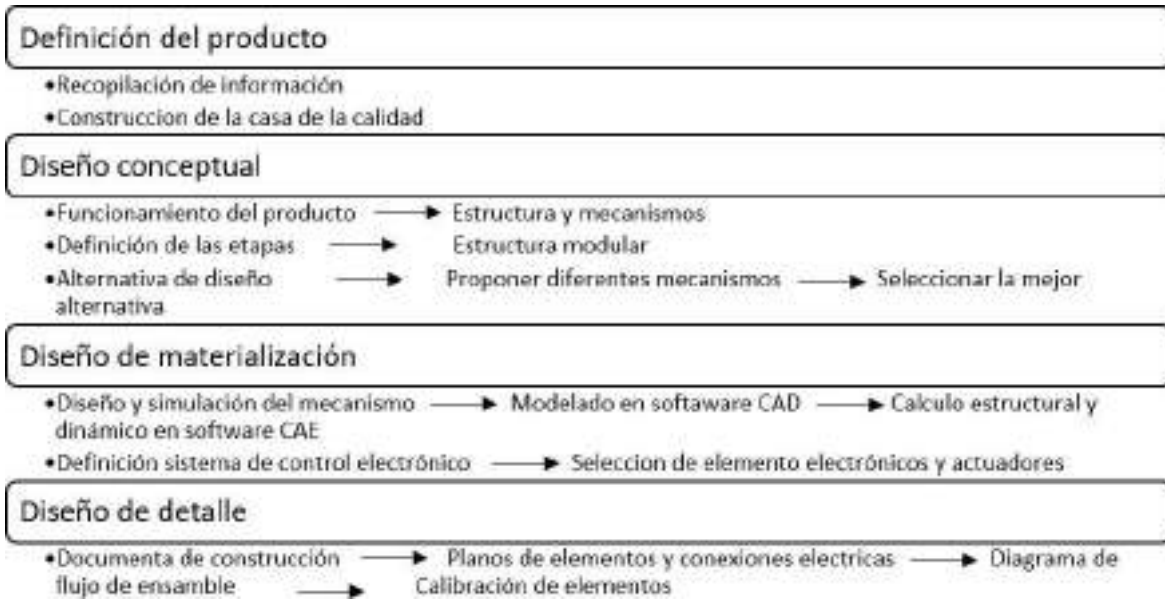 Definición del producto
•Recopilación de información
•Construccion de la casa de la calidad
Diseño conceptual
•Funcionamiento del producto → Estructura y mecanismos
•Definición de las etapas → Estructura modular
•Alternativa de diseño → Proponer diferentes mecanismos → Seleccionar la mejor
alternativa
Diseño de materialización
•Diseño y simulación del mecanismo → Modelado en softaware CAD → Calculo estructural y
dinámico en software CAE
•Definición sistema de control electrónico → Seleccion de elemento electrónicos y actuadores
Diseño de detalle
•Documenta de construcción → Planos de elementos y conexiones electricas → Diagrama de
flujo de ensamble → Calibración de elementos